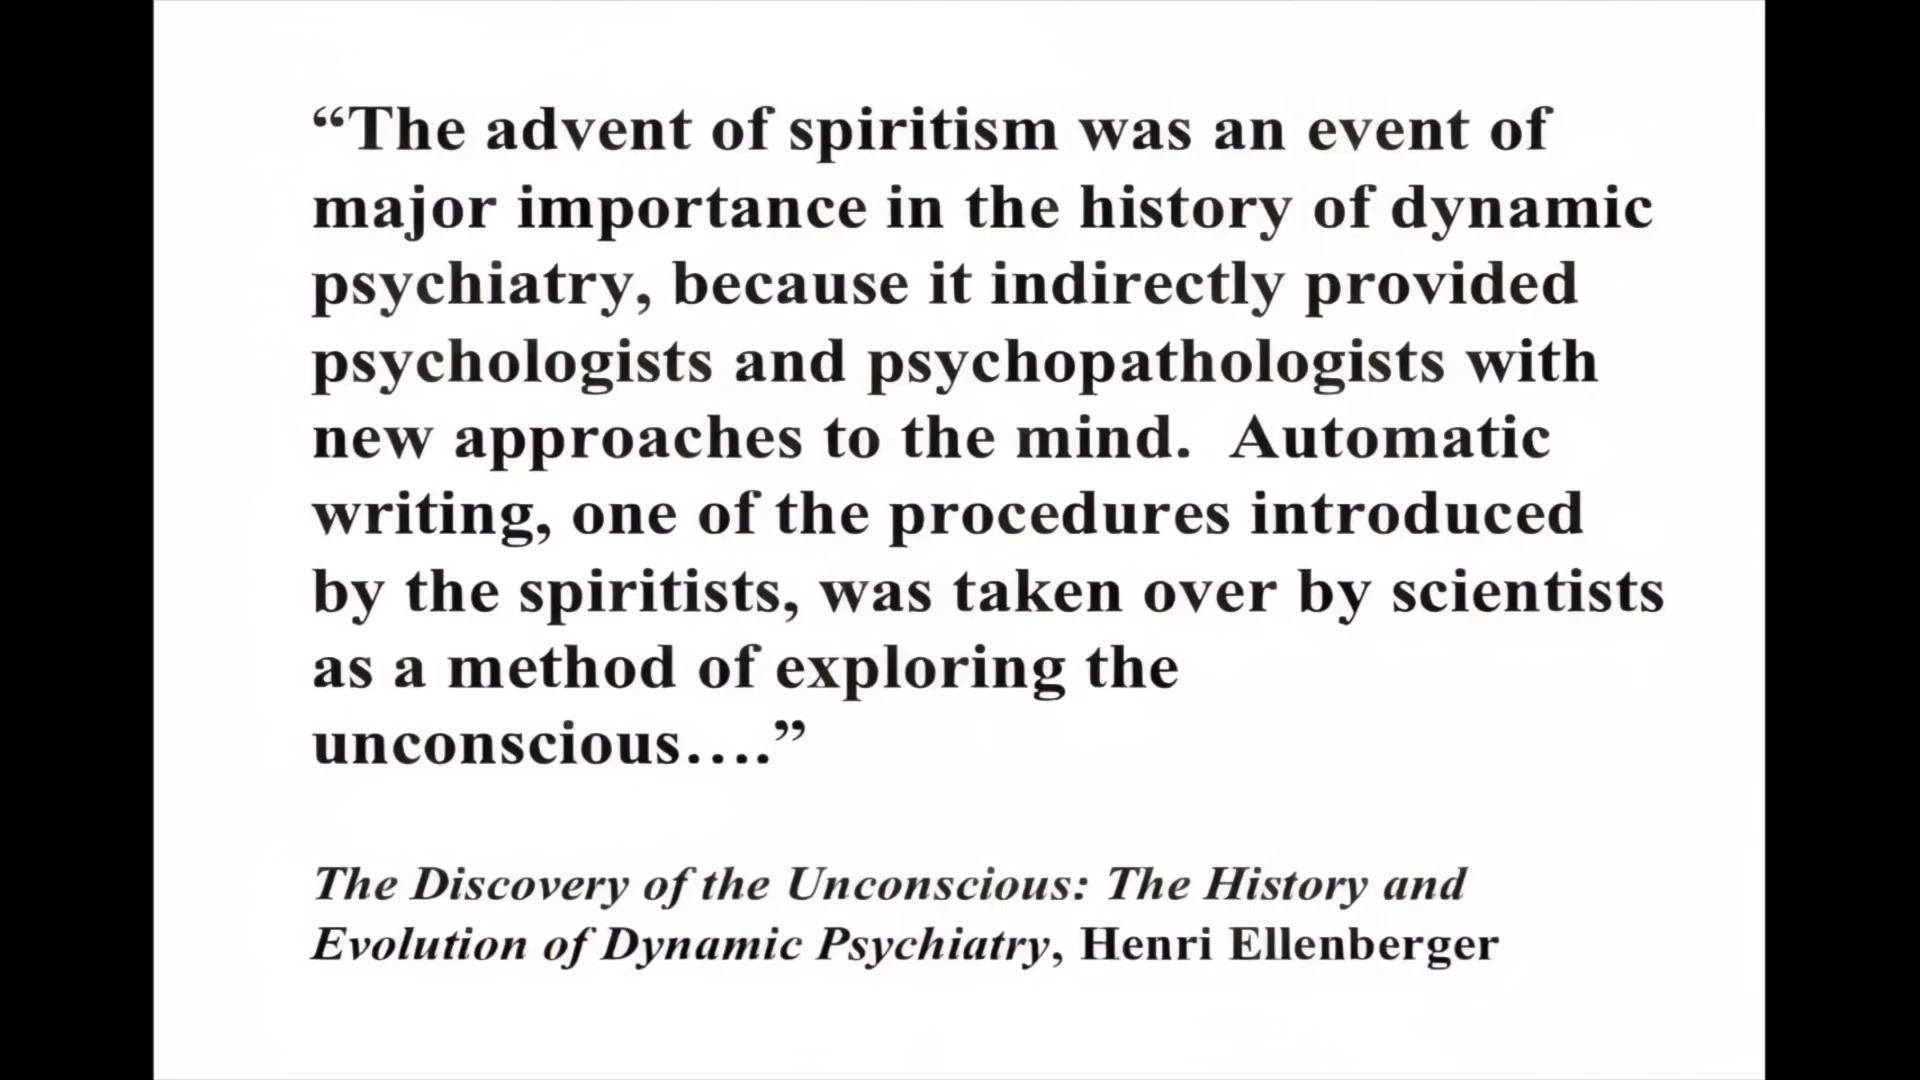 “The advent of spiritism was an event of
major importance in the history of dynamic
psychiatry, because it indirectly provided
psychologists and psychopathologists with
new approaches to the mind.  Automatic
writing, one of the procedures introduced
by the spiritists, was taken over by scientists
as a method of exploring the
unconscious….”
The Discovery of the Unconscious: The History and
Evolution of Dynamic Psychiatry, Henri Ellenberger